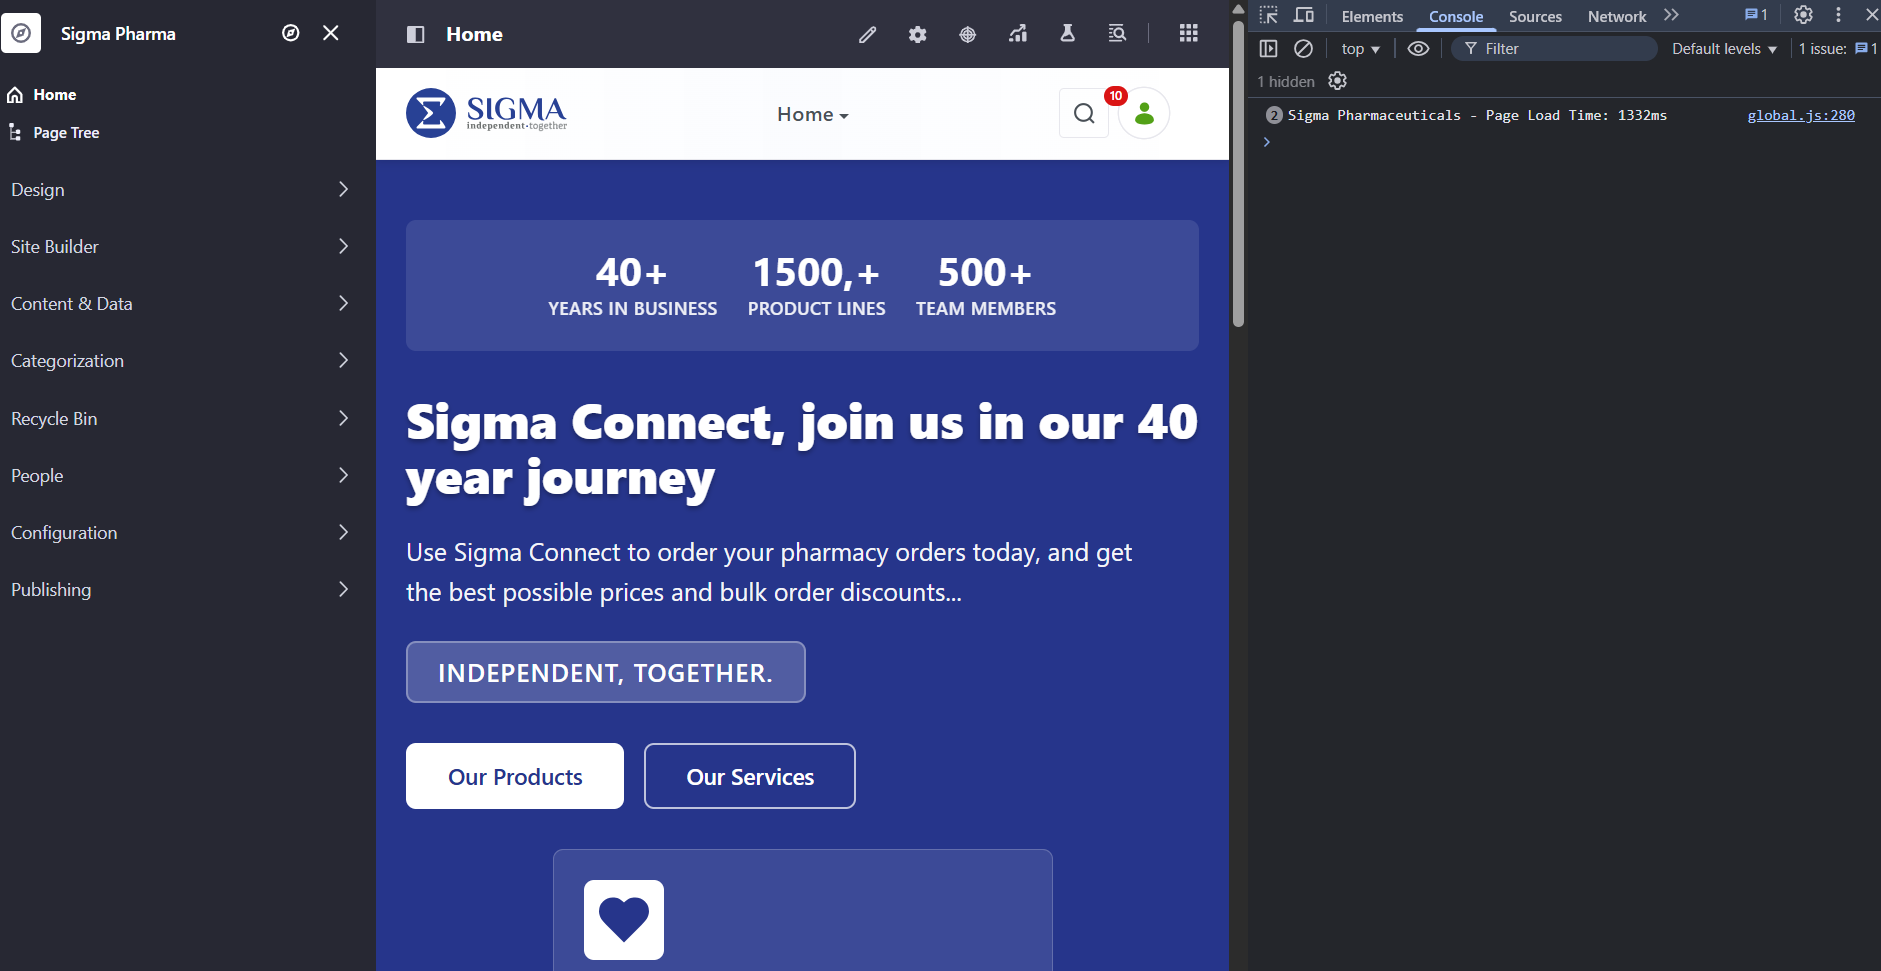 Sigma Pharma
Home
Page Tree
Design
Site Builder
Content & Data
Categorization
Recycle Bin
People
Configuration
Publishing
Home
SIGMA
independent•together
Home
10
40+
YEARS IN BUSINESS
1500,+
PRODUCT LINES
500+
TEAM MEMBERS
Sigma Connect, join us in our 40
year journey
Use Sigma Connect to order your pharmacy orders today, and get
the best possible prices and bulk order discounts...
INDEPENDENT, TOGETHER.
Our Products
Our Services
Elements Console Sources Network 1
top Filter Default levels 1 issue: 1
1 hidden
2 Sigma Pharmaceuticals - Page Load Time: 1332ms global.js:280